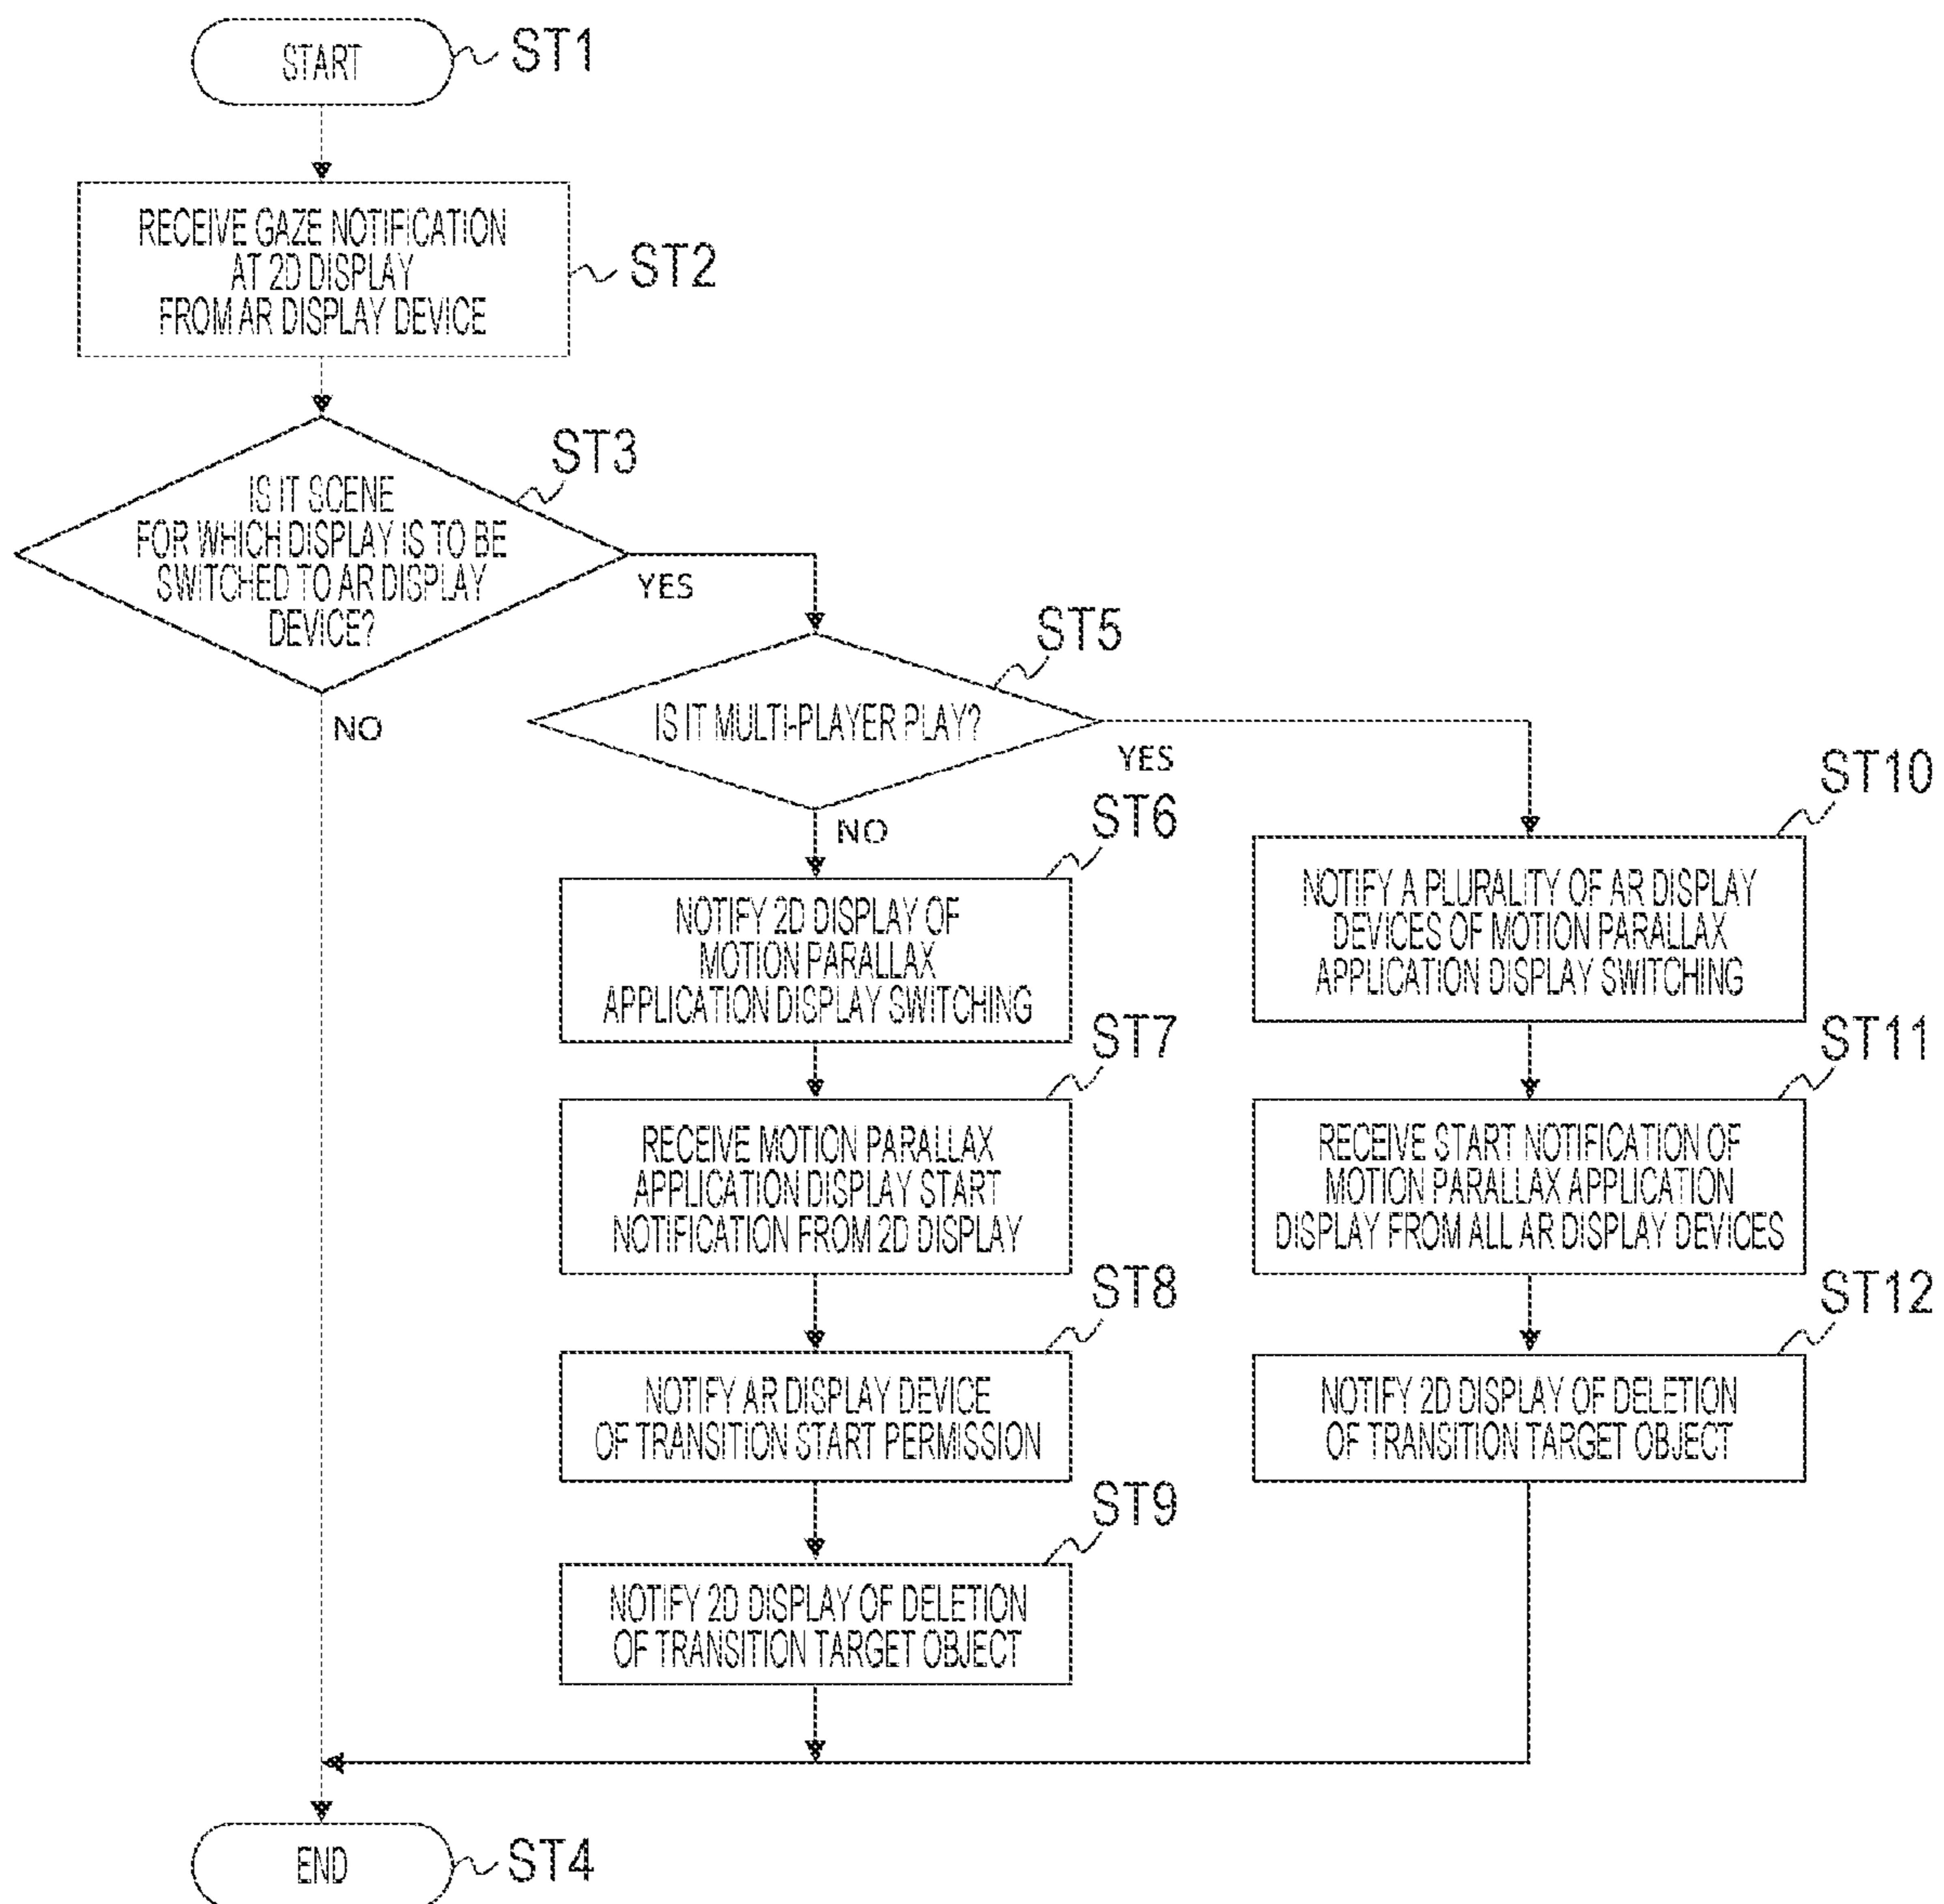 START
ST1
RECEIVE GAZE NOTIFICATION
AT 2D DISPLAY
FROM AR DISPLAY DEVICE
ST2
IS IT SCENE
FOR WHICH DISPLAY IS TO BE
SWITCHED TO AR DISPLAY
DEVICE?
ST3
YES
NO
IS IT MULTI-PLAYER PLAY?
ST5
YES
NO
NOTIFY 2D DISPLAY OF
MOTION PARALLAX
APPLICATION DISPLAY SWITCHING
ST6
RECEIVE MOTION PARALLAX
APPLICATION DISPLAY START
NOTIFICATION FROM 2D DISPLAY
ST7
NOTIFY AR DISPLAY DEVICE
OF TRANSITION START PERMISSION
ST8
NOTIFY 2D DISPLAY OF DELETION
OF TRANSITION TARGET OBJECT
ST9
NOTIFY A PLURALITY OF AR DISPLAY
DEVICES OF MOTION PARALLAX
APPLICATION DISPLAY SWITCHING
ST10
RECEIVE START NOTIFICATION OF
MOTION PARALLAX APPLICATION
DISPLAY FROM ALL AR DISPLAY DEVICES
ST11
NOTIFY 2D DISPLAY OF DELETION
OF TRANSITION TARGET OBJECT
ST12
END
ST4